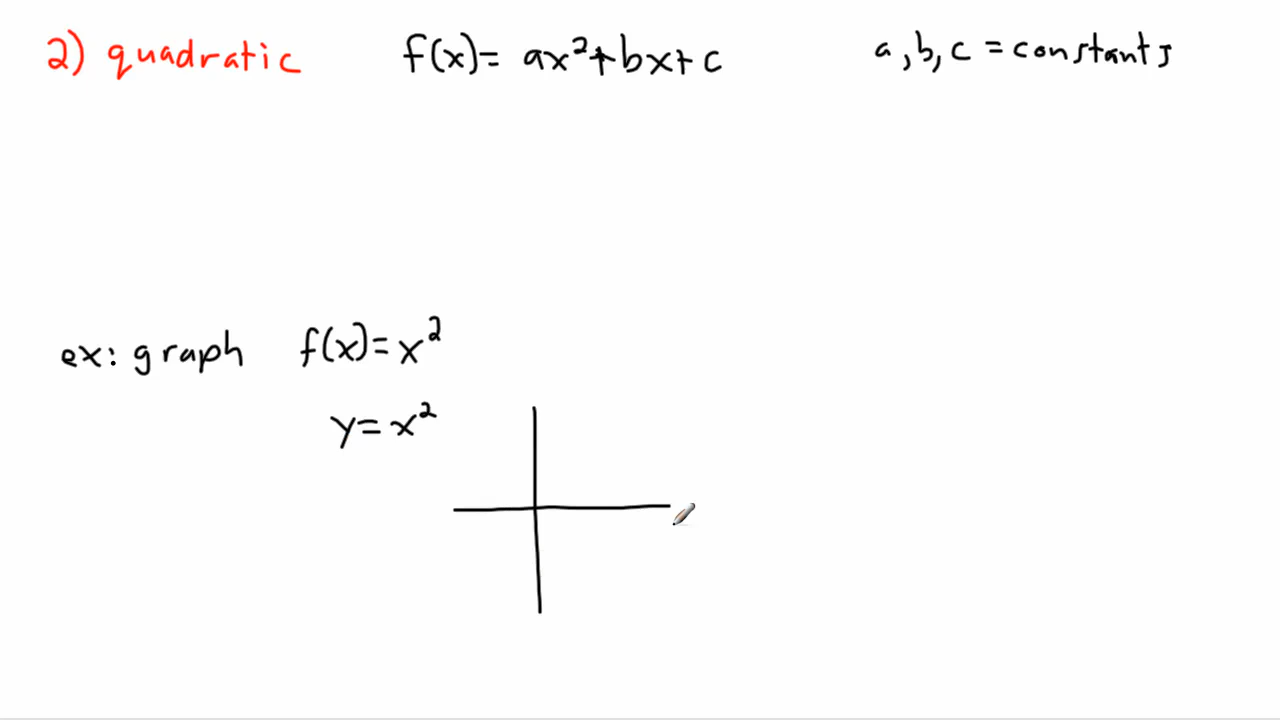 2) quadratic f(x)= ax²+bx+c a,b,c = constants
ex: graph f(x)=x²
y=x²